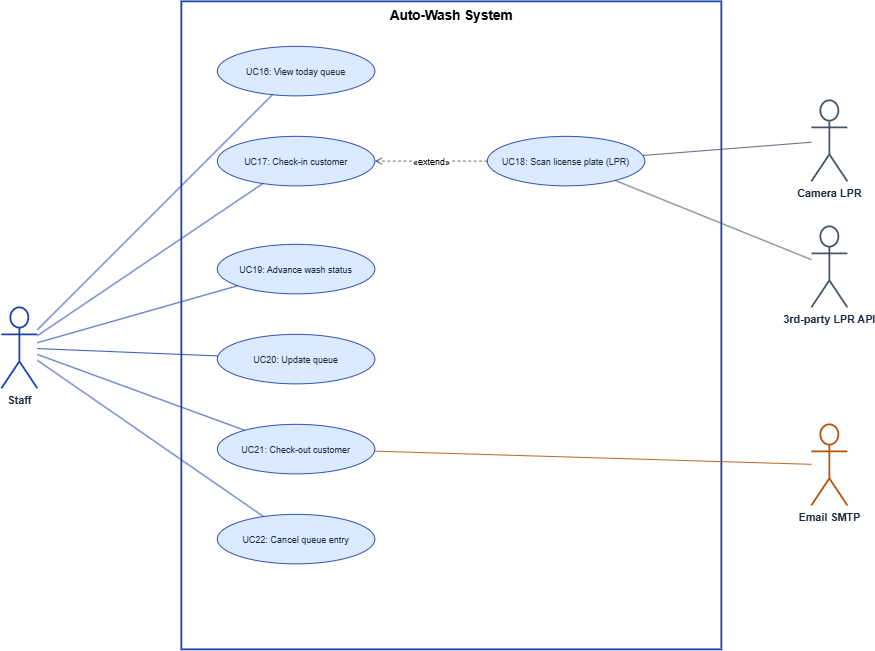 Auto-Wash System
UC16: View today queue
UC17: Check-in customer
«extend»
UC18: Scan license plate (LPR)
Camera LPR
UC19: Advance wash status
3rd-party LPR API
UC20: Update queue
Staff
UC21: Check-out customer
Email SMTP
UC22: Cancel queue entry